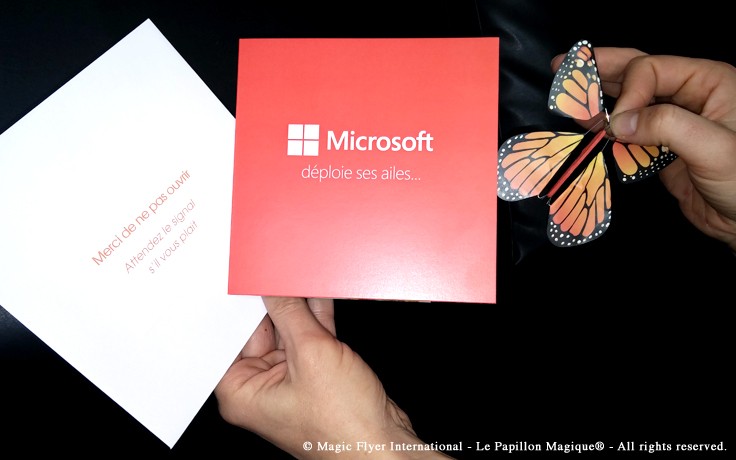 Merci de ne pas ouvrir
Attendez le signal
s'il vous plait
Microsoft
déploie ses ailes...
© Magic Flyer International - Le Papillon Magique® - All rights reserved.